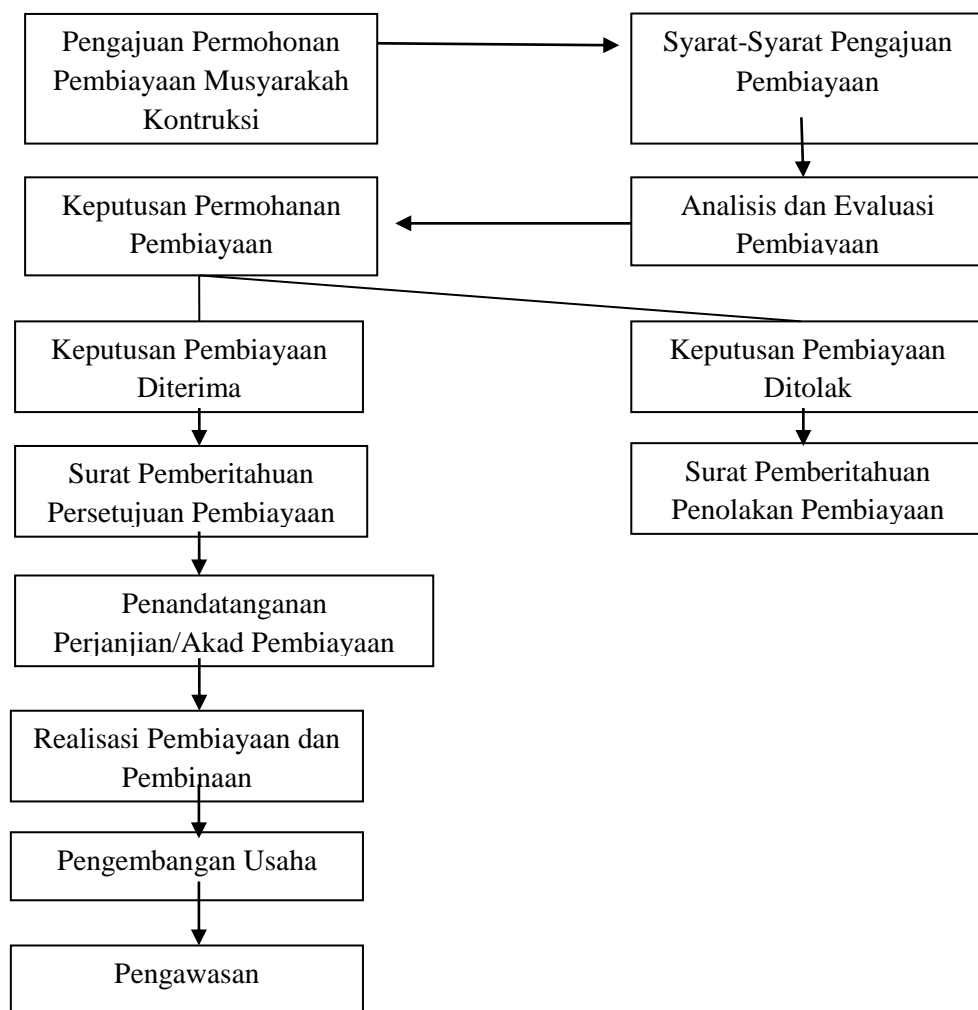 Pengajuan Permohonan
Pembiayaan Musyarakah
Kontruksi
Syarat-Syarat Pengajuan
Pembiayaan
Analisis dan Evaluasi
Pembiayaan
Keputusan Permohanan
Pembiayaan
Keputusan Pembiayaan
Diterima
Keputusan Pembiayaan
Ditolak
Surat Pemberitahuan
Persetujuan Pembiayaan
Surat Pemberitahuan
Penolakan Pembiayaan
Penandatanganan
Perjanjian/Akad Pembiayaan
Realisasi Pembiayaan dan
Pembinaan
Pengembangan Usaha
Pengawasan